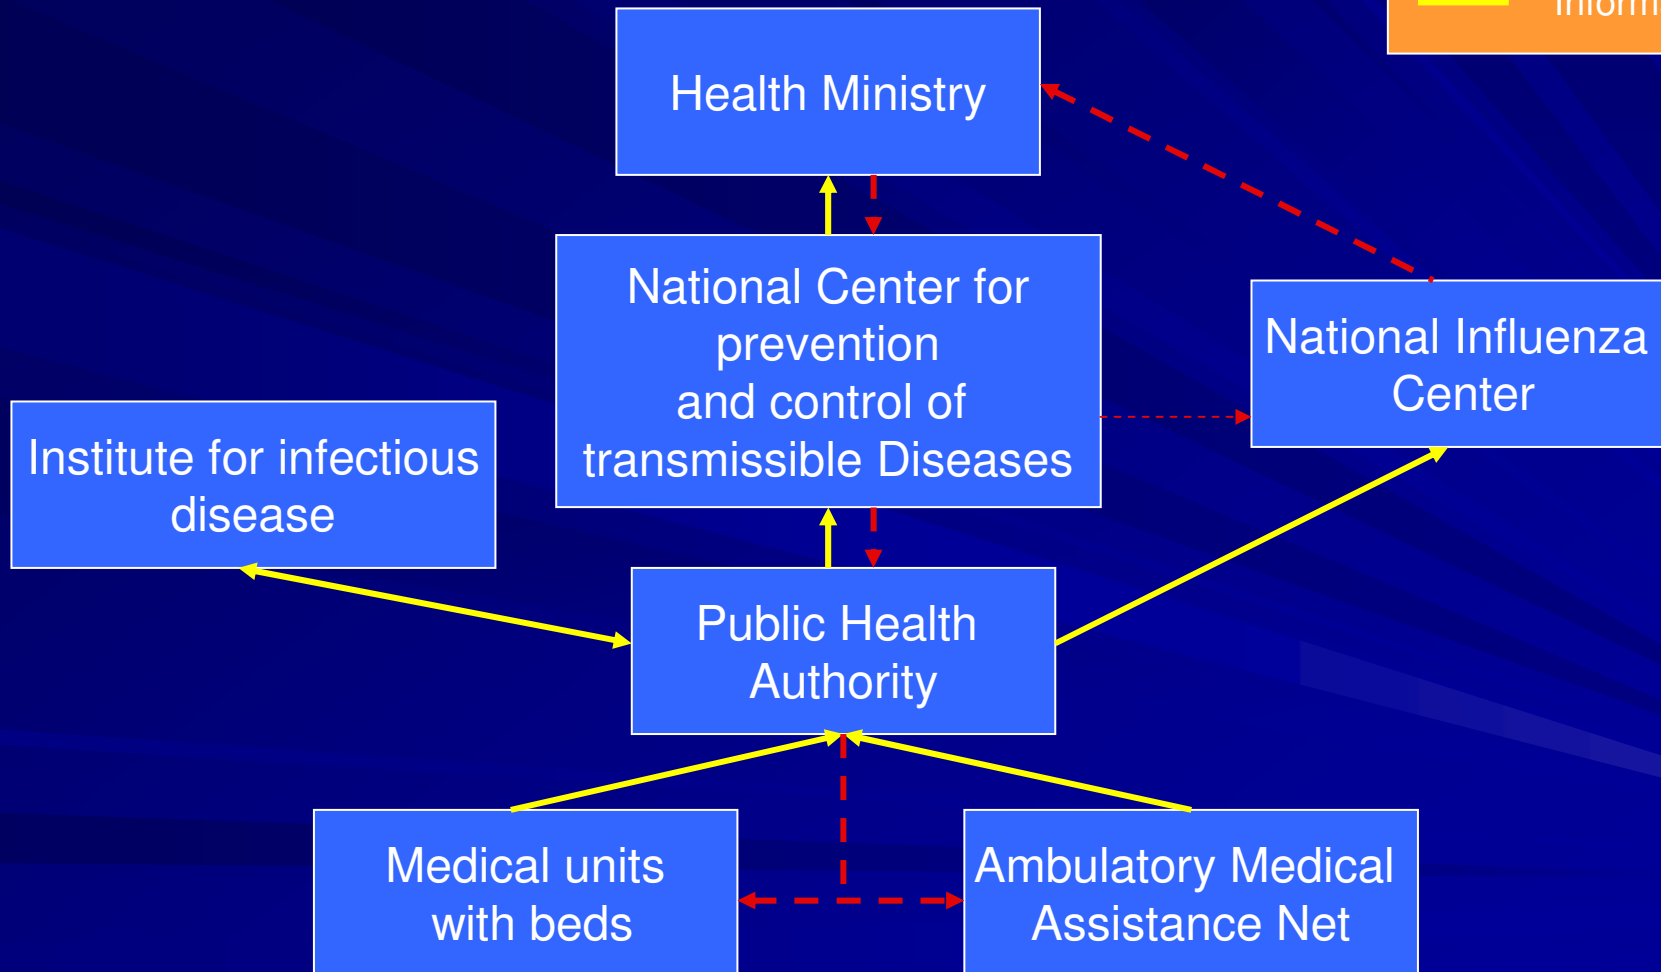 Health Ministry
National Center for
prevention
and control of
transmissible Diseases
National Influenza
Center
Institute for infectious
disease
Public Health
Authority
Medical units
with beds
Ambulatory Medical
Assistance Net